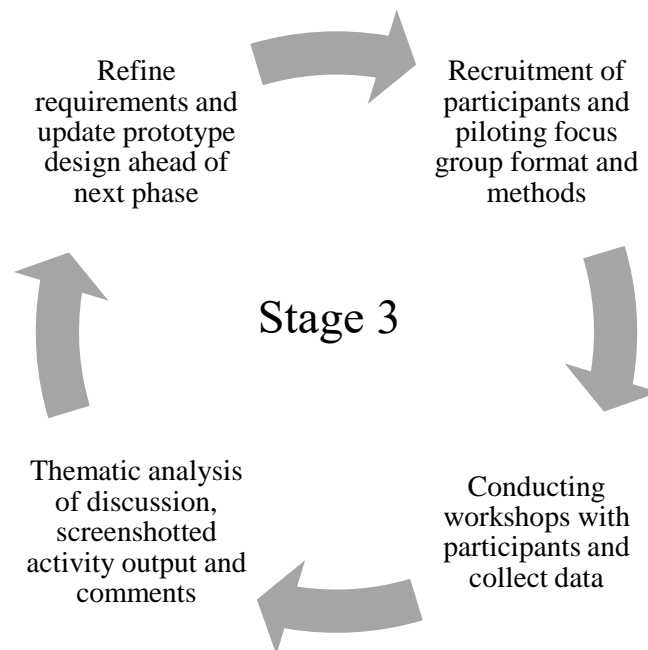 Refine
requirements and
update prototype
design ahead of
next phase
Recruitment of
participants and
piloting focus
group format and
methods
Stage 3
Thematic analysis
of discussion,
screenshotted
activity output and
comments
Conducting
workshops with
participants and
collect data